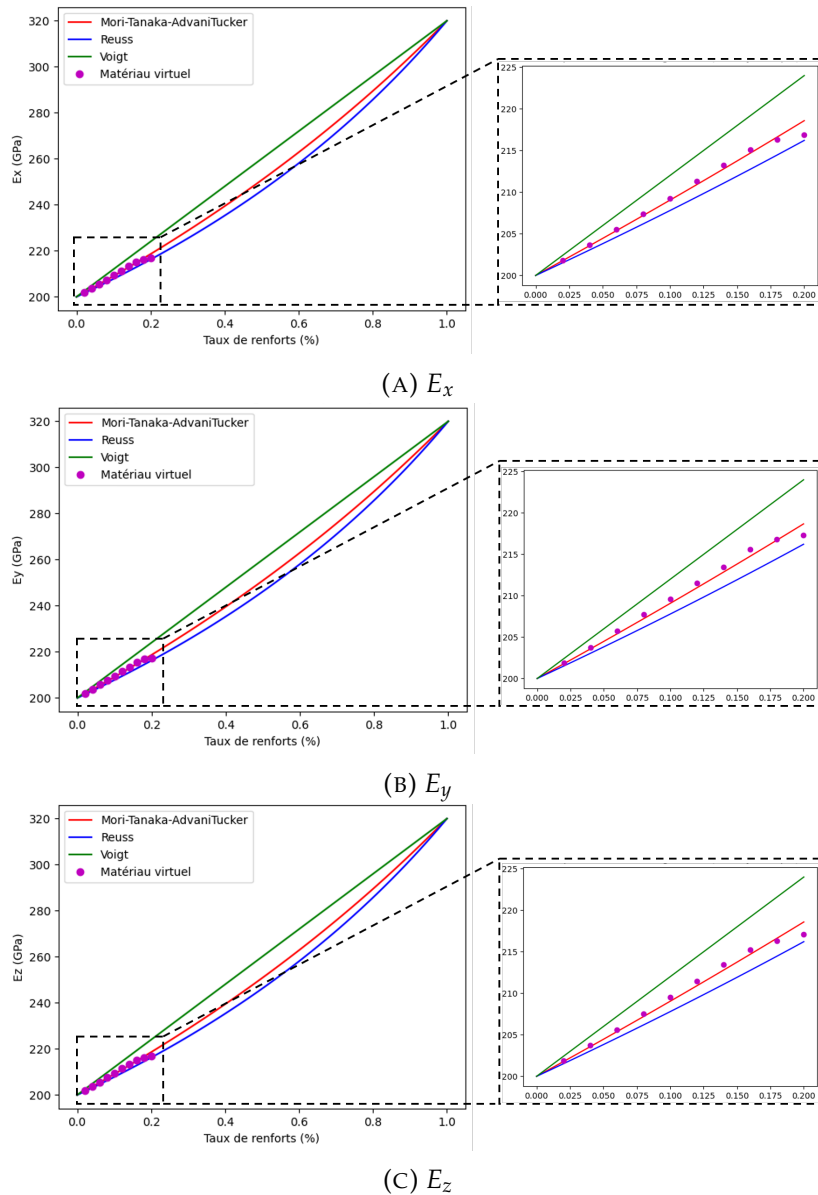 Mori-Tanaka-AdvaniTucker
Reuss
Voigt
Matériau virtuel
320
300
280
260
240
220
200
Ex (GPa)
0.0 0.2 0.4 0.6 0.8 1.0
Taux de renforts (%)
225
220
215
210
205
200
0.000 0.025 0.050 0.075 0.100 0.125 0.150 0.175 0.200
(A) Ex
Mori-Tanaka-AdvaniTucker
Reuss
Voigt
Matériau virtuel
320
300
280
260
240
220
200
Ey (GPa)
0.0 0.2 0.4 0.6 0.8 1.0
Taux de renforts (%)
225
220
215
210
205
200
0.000 0.025 0.050 0.075 0.100 0.125 0.150 0.175 0.200
(B) Ey
Mori-Tanaka-AdvaniTucker
Reuss
Voigt
Matériau virtuel
320
300
280
260
240
220
200
Ez (GPa)
0.0 0.2 0.4 0.6 0.8 1.0
Taux de renforts (%)
225
220
215
210
205
200
0.000 0.025 0.050 0.075 0.100 0.125 0.150 0.175 0.200
(C) Ez